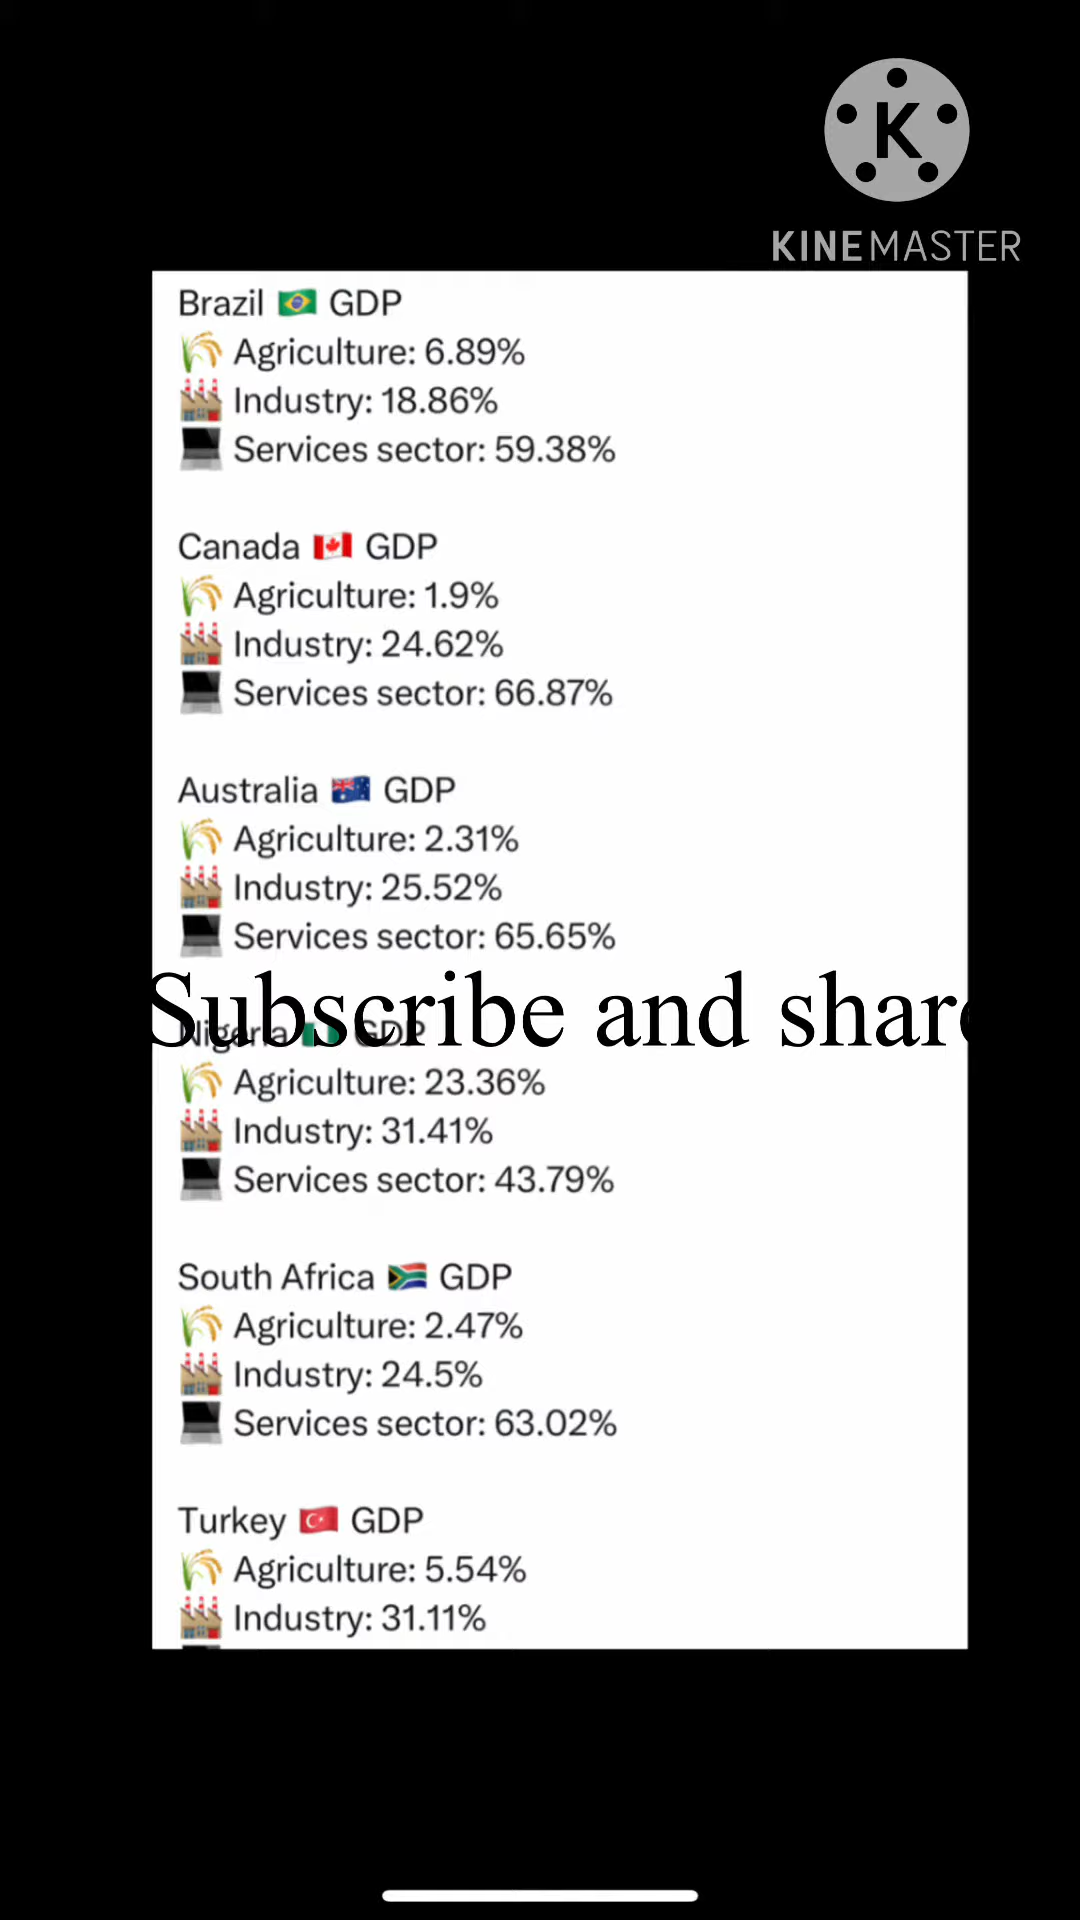 KINEMASTER
Brazil 🇧🇷 GDP
🌾 Agriculture: 6.89%
🏭 Industry: 18.86%
💻 Services sector: 59.38%
Canada 🇨🇦 GDP
🌾 Agriculture: 1.9%
🏭 Industry: 24.62%
💻 Services sector: 66.87%
Australia 🇦🇺 GDP
🌾 Agriculture: 2.31%
🏭 Industry: 25.52%
💻 Services sector: 65.65%
Subscribe and share
Nigeria 🇳🇬 GDP
🌾 Agriculture: 23.36%
🏭 Industry: 31.41%
💻 Services sector: 43.79%
South Africa 🇿🇦 GDP
🌾 Agriculture: 2.47%
🏭 Industry: 24.5%
💻 Services sector: 63.02%
Turkey 🇹🇷 GDP
🌾 Agriculture: 5.54%
🏭 Industry: 31.11%